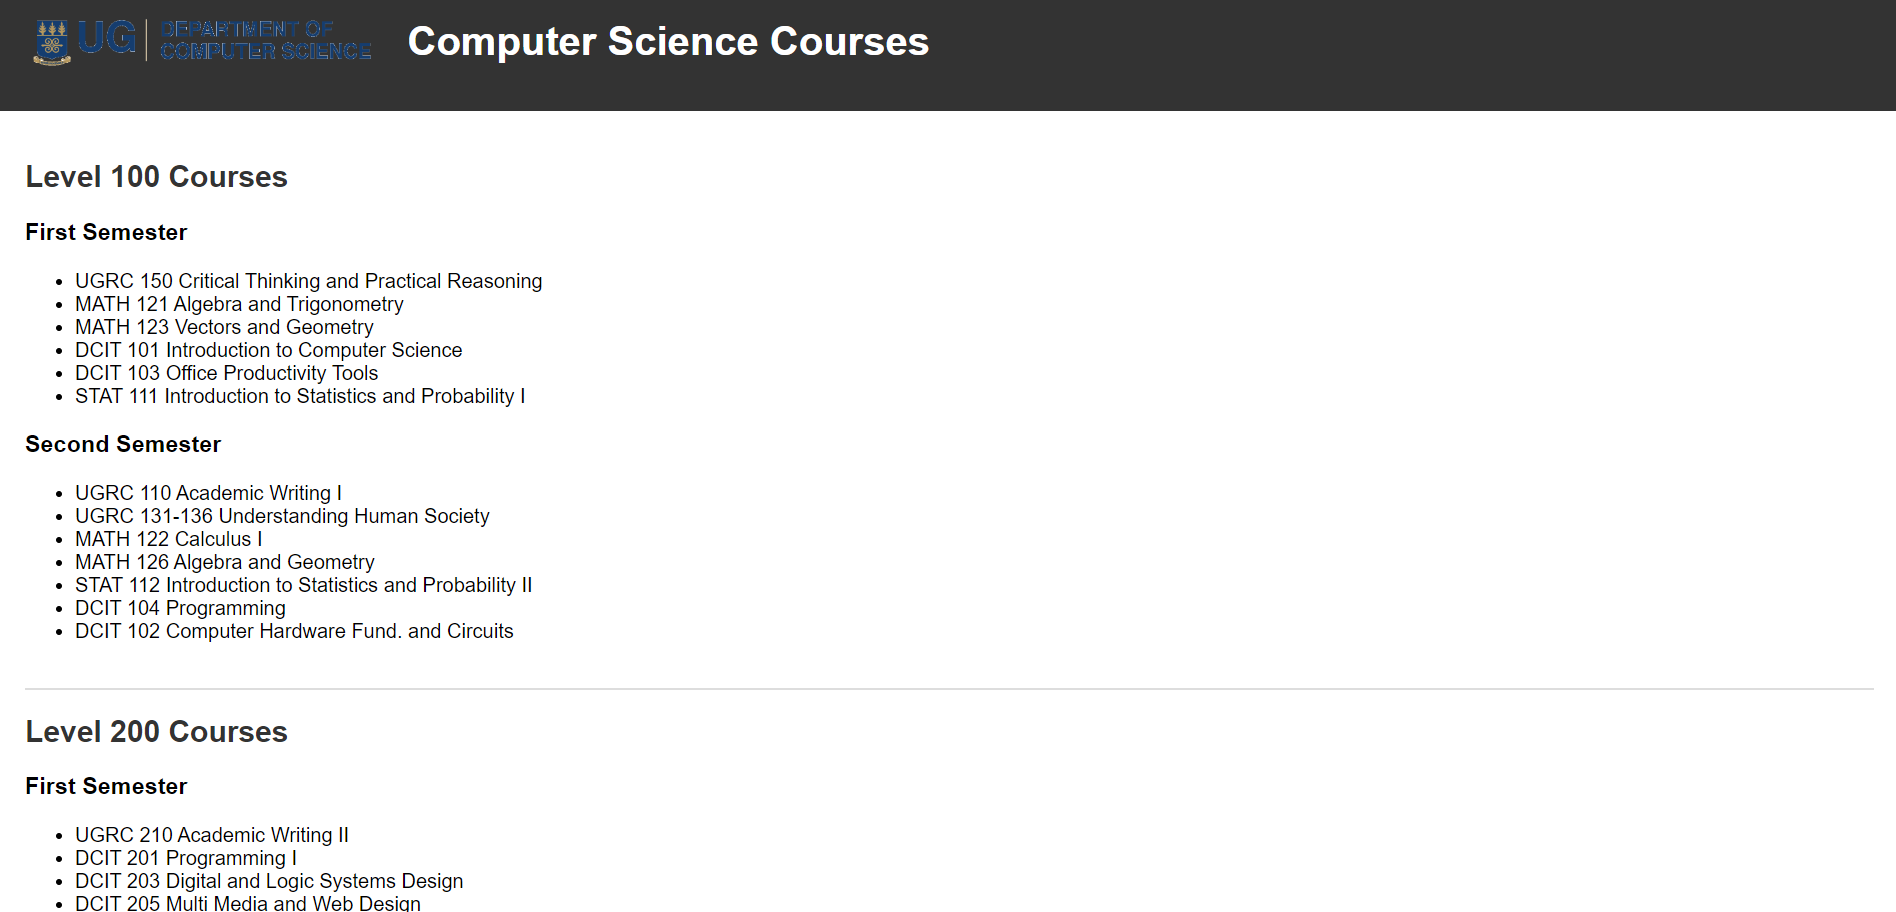 UG DEPARTMENT OF
COMPUTER SCIENCE
Computer Science Courses
Level 100 Courses
First Semester
UGRC 150 Critical Thinking and Practical Reasoning
MATH 121 Algebra and Trigonometry
MATH 123 Vectors and Geometry
DCIT 101 Introduction to Computer Science
DCIT 103 Office Productivity Tools
STAT 111 Introduction to Statistics and Probability I
Second Semester
UGRC 110 Academic Writing I
UGRC 131-136 Understanding Human Society
MATH 122 Calculus I
MATH 126 Algebra and Geometry
STAT 112 Introduction to Statistics and Probability II
DCIT 104 Programming
DCIT 102 Computer Hardware Fund. and Circuits
Level 200 Courses
First Semester
UGRC 210 Academic Writing II
DCIT 201 Programming I
DCIT 203 Digital and Logic Systems Design
DCIT 205 Multi Media and Web Design